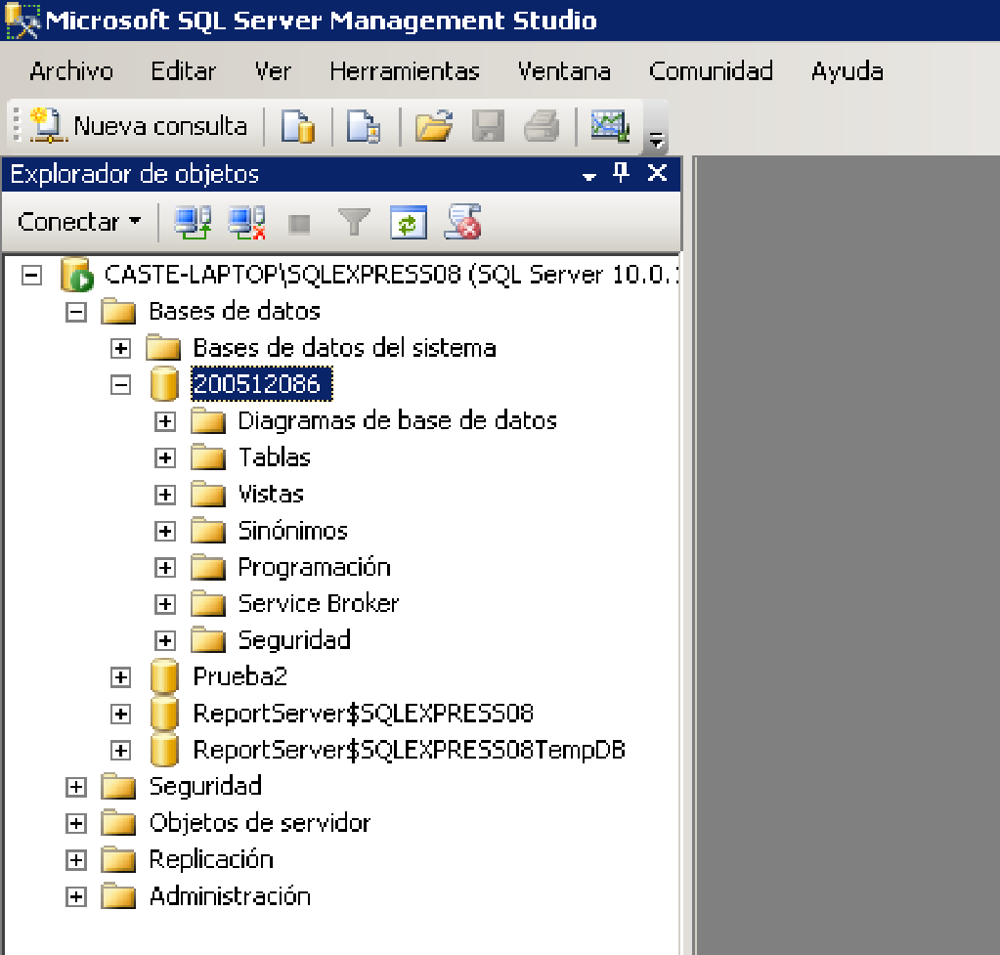 Microsoft SQL Server Management Studio
Archivo Editar Ver Herramientas Ventana Comunidad Ayuda
Nueva consulta
Explorador de objetos
Conectar
CASTE-LAPTOP\SQLEXPRESS08 (SQL Server 10.0.
Bases de datos
Bases de datos del sistema
200512086
Diagramas de base de datos
Tablas
Vistas
Sinónimos
Programación
Service Broker
Seguridad
Prueba2
ReportServer$SQLEXPRESS08
ReportServer$SQLEXPRESS08TempDB
Seguridad
Objetos de servidor
Replicación
Administración